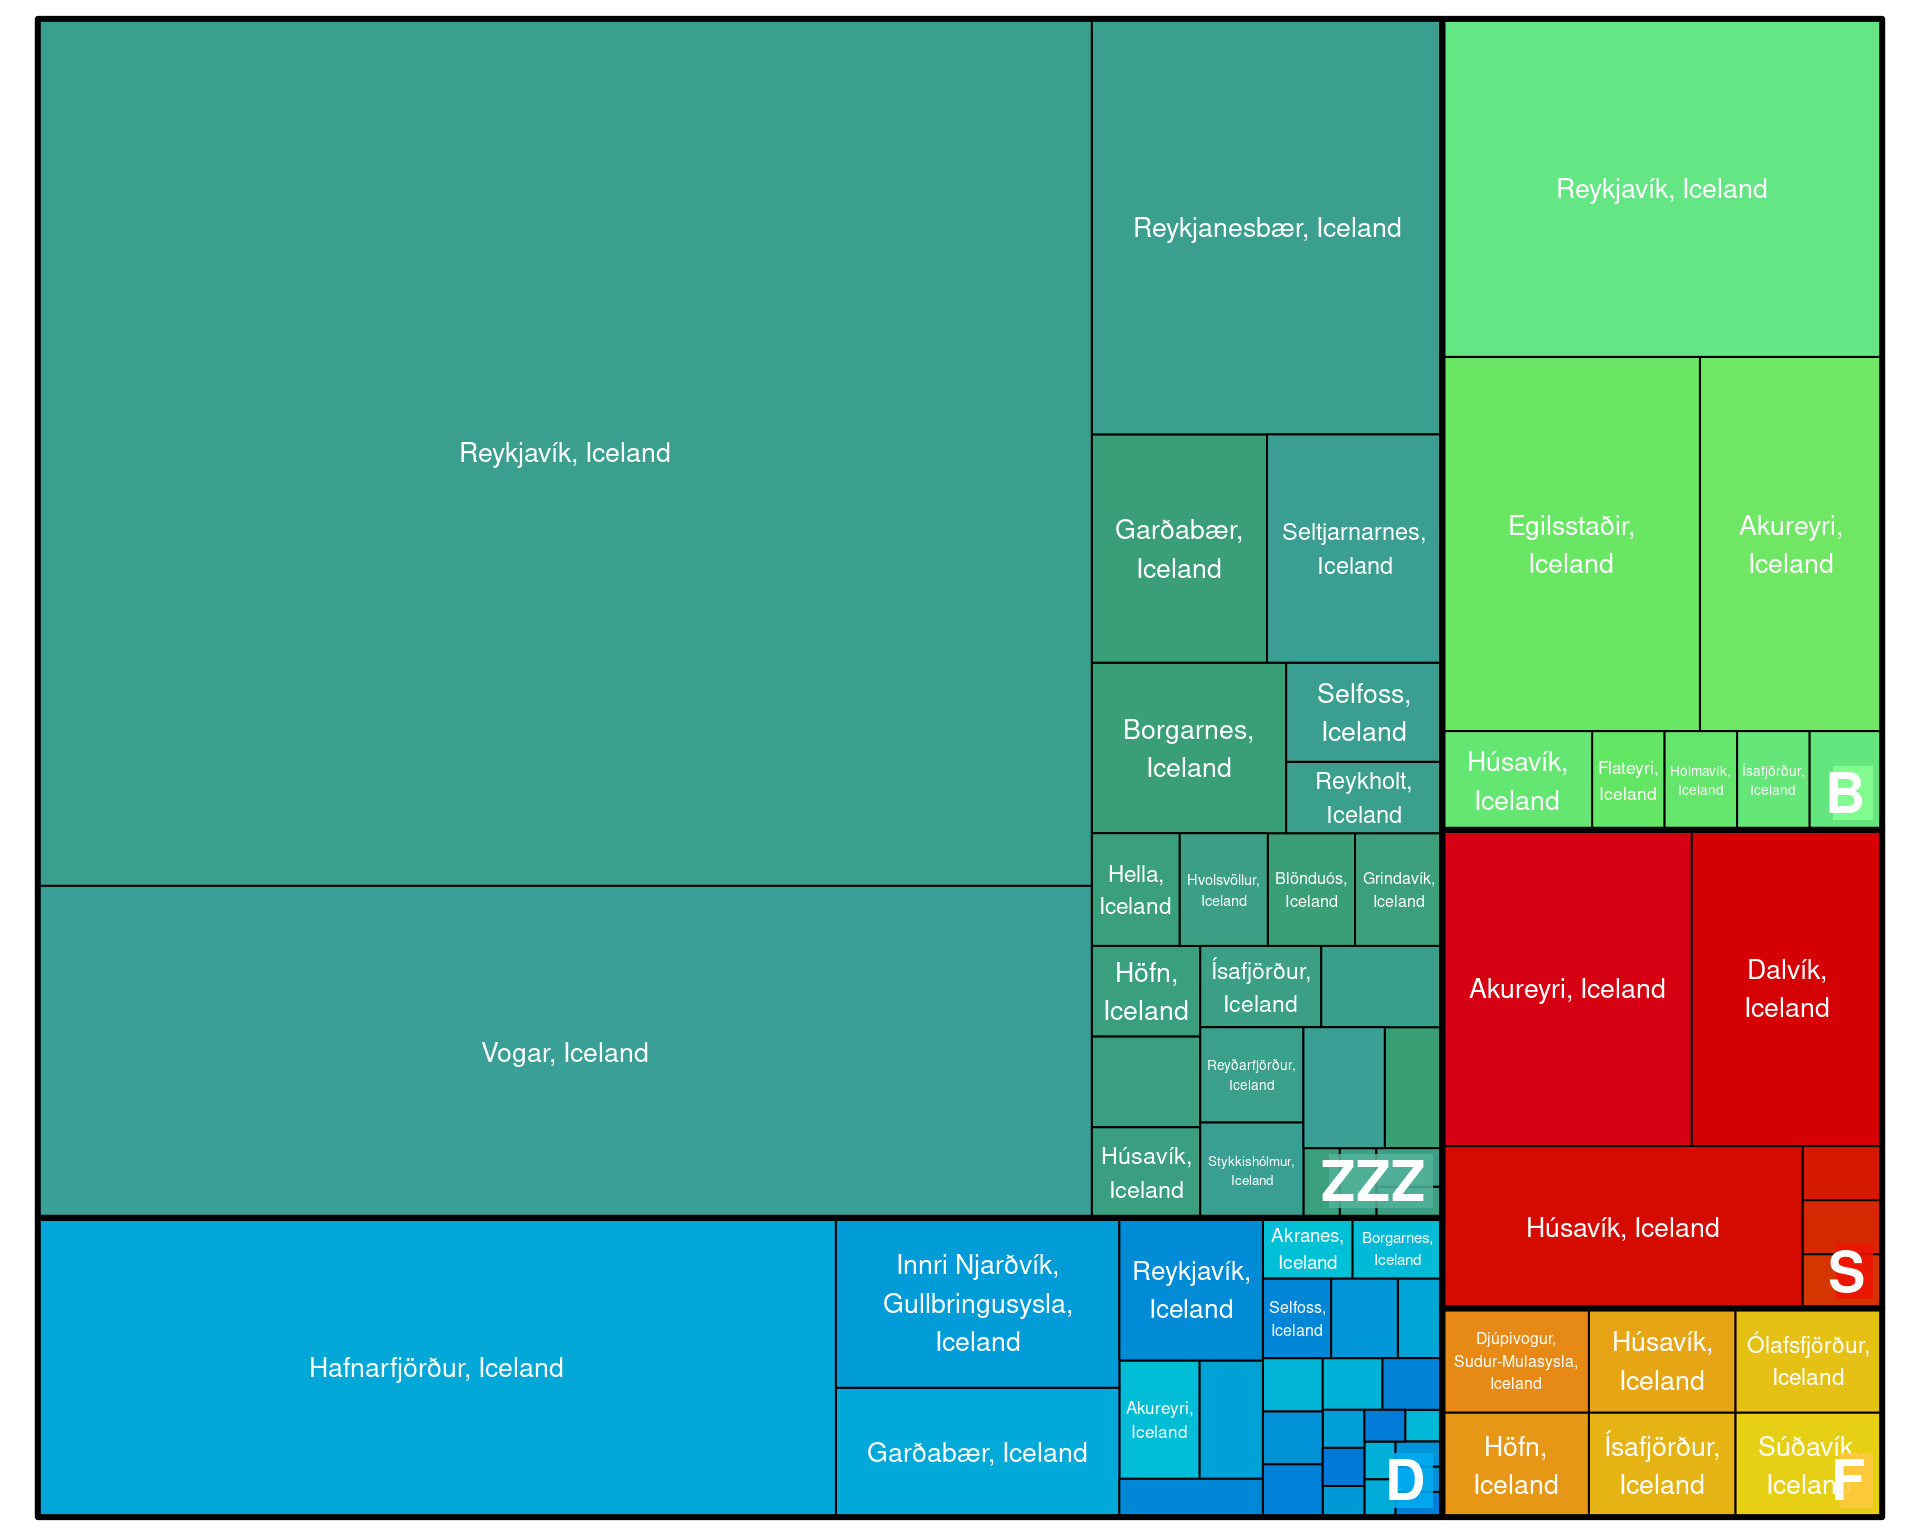 Reykjavík, Iceland
Vogar, Iceland
Reykjanesbær, Iceland
Garðabær,
Iceland
Seltjarnarnes,
Iceland
Borgarnes,
Iceland
Selfoss,
Iceland
Reykholt,
Iceland
Hella,
Iceland
Hvolsvöllur,
Iceland
Blönduós,
Iceland
Grindavík,
Iceland
Höfn,
Iceland
Ísafjörður,
Iceland
Reyðarfjörður,
Iceland
Húsavík,
Iceland
Stykkishólmur,
Iceland
ZZZ
Hafnarfjörður, Iceland
Innri Njarðvík,
Gullbringusysla,
Iceland
Garðabær, Iceland
Reykjavík,
Iceland
Akureyri,
Iceland
Akranes,
Iceland
Borgarnes,
Iceland
Selfoss,
Iceland
D
Reykjavík, Iceland
Egilsstaðir,
Iceland
Akureyri,
Iceland
Húsavík,
Iceland
Flateyri,
Iceland
Hólmavík,
Iceland
Ísafjörður,
Iceland
B
Akureyri, Iceland
Dalvík,
Iceland
Húsavík, Iceland
S
Djúpivogur,
Sudur-Mulasysla,
Iceland
Húsavík,
Iceland
Ólafsfjörður,
Iceland
Höfn,
Iceland
Ísafjörður,
Iceland
Súðavík,
Iceland
F